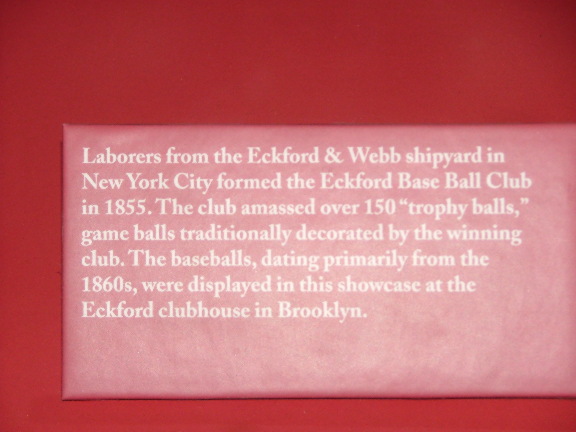 Laborers from the Eckford & Webb shipyard in
New York City formed the Eckford Base Ball Club
in 1855. The club amassed over 150 “trophy balls,”
game balls traditionally decorated by the winning
club. The baseballs, dating primarily from the
1860s, were displayed in this showcase at the
Eckford clubhouse in Brooklyn.